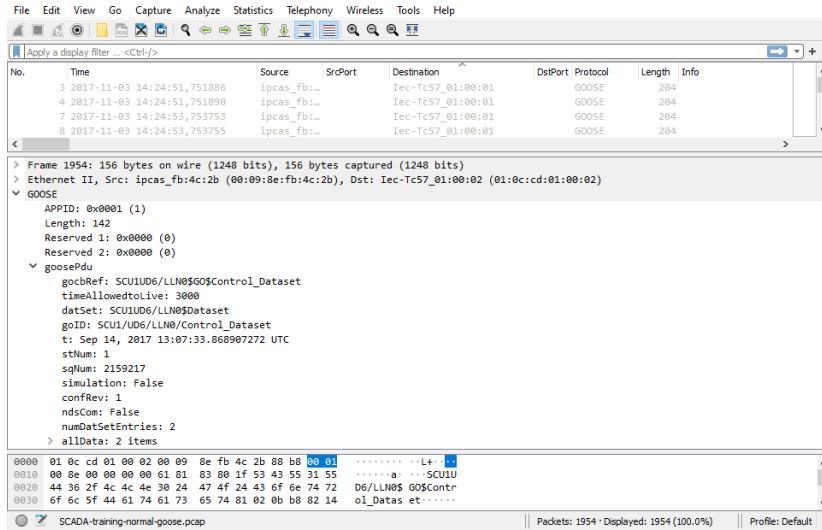 File Edit View Go Capture Analyze Statistics Telephony Wireless Tools Help
Apply a display filter ... <Ctrl-/>
No. Time Source SrcPort Destination DstPort Protocol Length Info
3 2017-11-03 14:24:51,751886 ipcas_fb:… Iec-Tc57_01:00:01 GOOSE 204
4 2017-11-03 14:24:51,751890 ipcas_fb:… Iec-Tc57_01:00:01 GOOSE 204
7 2017-11-03 14:24:53,753753 ipcas_fb:… Iec-Tc57_01:00:01 GOOSE 204
8 2017-11-03 14:24:53,753755 ipcas_fb:… Iec-Tc57_01:00:01 GOOSE 204
Frame 1954: 156 bytes on wire (1248 bits), 156 bytes captured (1248 bits)
Ethernet II, Src: ipcas_fb:4c:2b (00:09:8e:fb:4c:2b), Dst: Iec-Tc57_01:00:02 (01:0c:cd:01:00:02)
GOOSE
APPID: 0x0001 (1)
Length: 142
Reserved 1: 0x0000 (0)
Reserved 2: 0x0000 (0)
goosePdu
gocbRef: SCU1UD6/LLN0$GO$Control_Dataset
timeAllowedtoLive: 3000
datSet: SCU1UD6/LLN0$Dataset
goID: SCU1/UD6/LLN0/Control_Dataset
t: Sep 14, 2017 13:07:33.868907272 UTC
stNum: 1
sqNum: 2159217
simulation: False
confRev: 1
ndsCom: False
numDatSetEntries: 2
allData: 2 items
0000 01 0c cd 01 00 02 00 09 8e fb 4c 2b 88 b8 00 01 ········ ··L+····
0010 00 8e 00 00 00 00 61 81 83 80 1f 53 43 55 31 55 ······a· ···SCU1U
0020 44 36 2f 4c 4c 4e 30 24 47 4f 24 43 6f 6e 74 72 D6/LLN0$ GO$Contr
0030 6f 6c 5f 44 61 74 61 73 65 74 81 02 0b b8 82 14 ol_Datas et······
SCADA-training-normal-goose.pcap Packets: 1954 · Displayed: 1954 (100.0%) Profile: Default